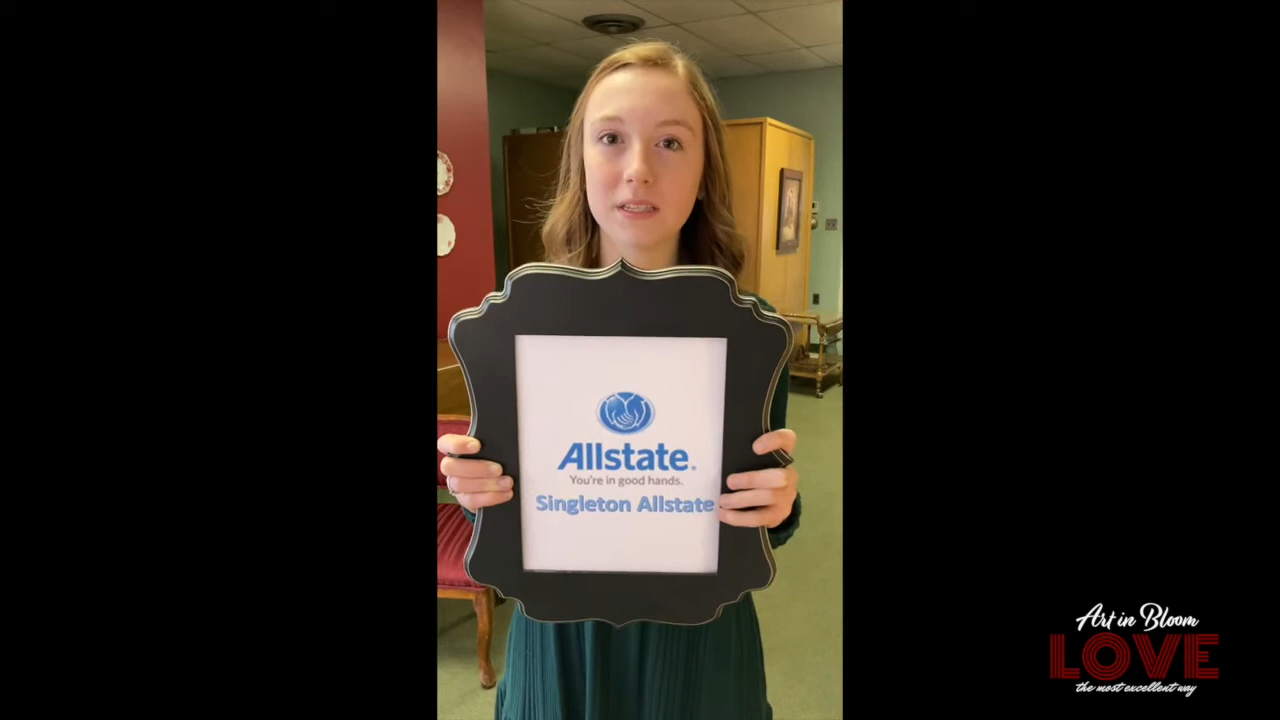 Allstate®
You're in good hands.
Singleton Allstate
Art in Bloom
LOVE
the most excellent way